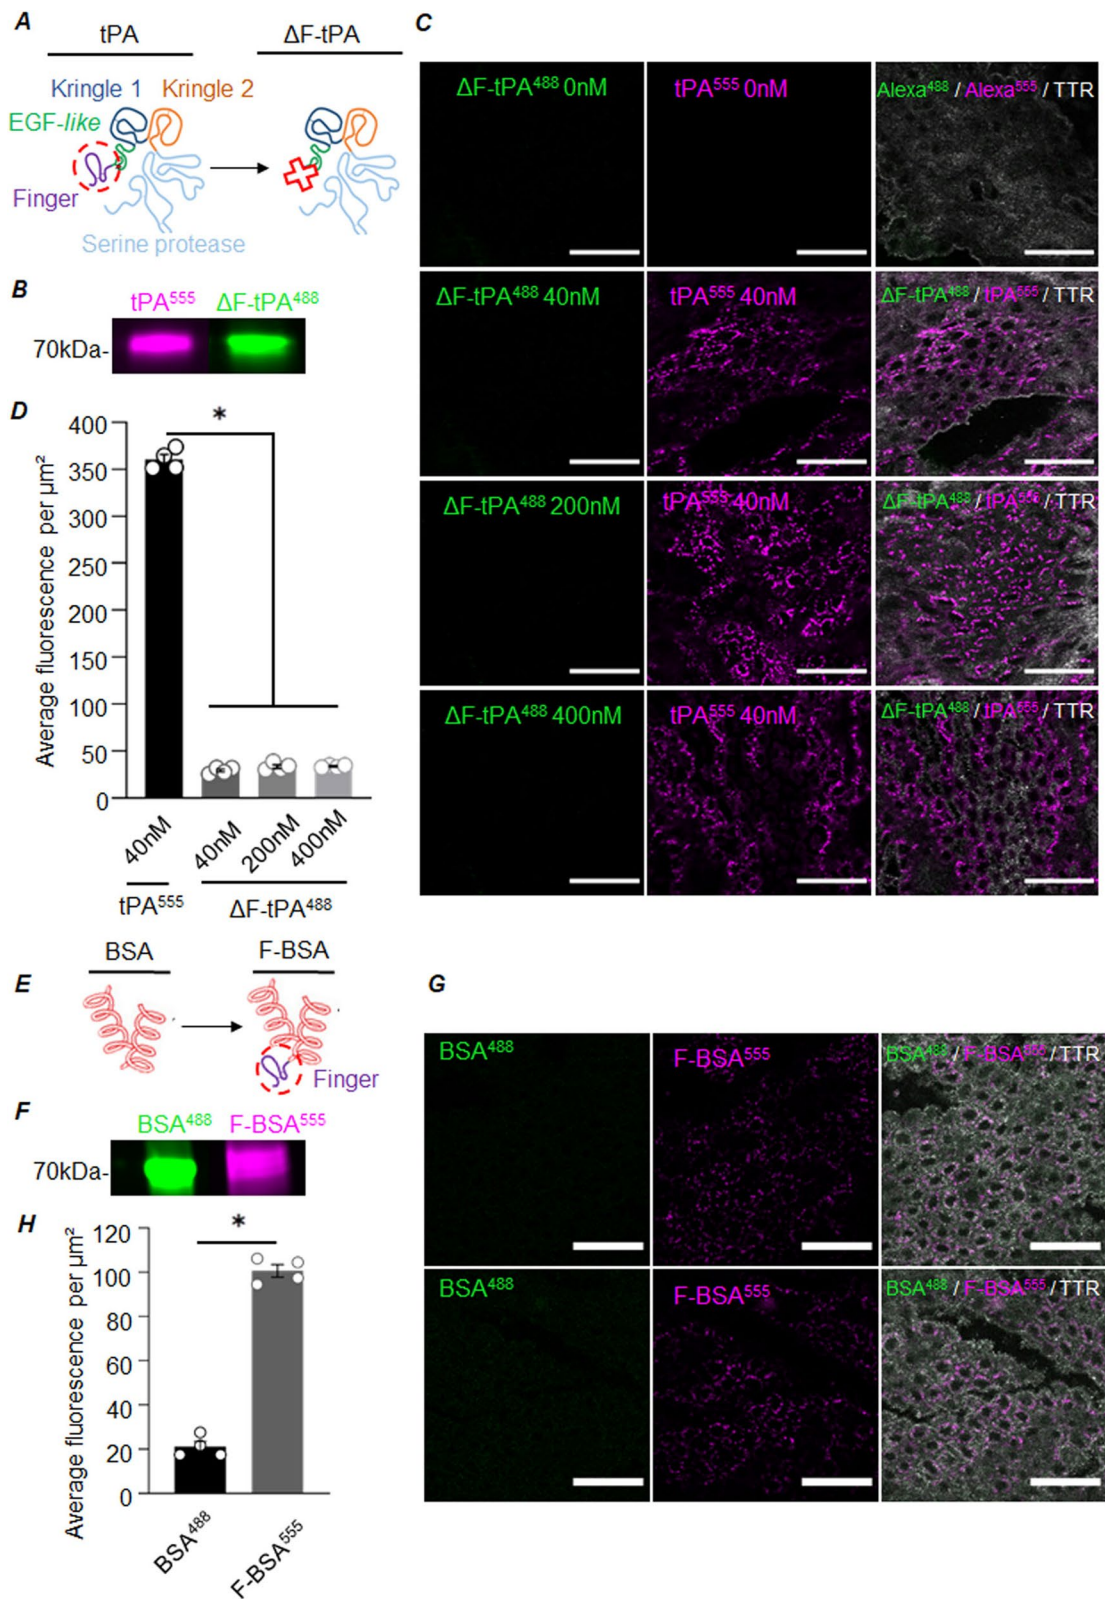 A
tPA
ΔF-tPA
Kringle 1
Kringle 2
EGF-like
Finger
Serine protease
B
tPA⁵⁵⁵
ΔF-tPA⁴⁸⁸
70kDa-
C
ΔF-tPA⁴⁸⁸ 0nM
tPA⁵⁵⁵ 0nM
Alexa⁴⁸⁸ / Alexa⁵⁵⁵ / TTR
ΔF-tPA⁴⁸⁸ 40nM
tPA⁵⁵⁵ 40nM
ΔF-tPA⁴⁸⁸ / tPA⁵⁵⁵ / TTR
ΔF-tPA⁴⁸⁸ 200nM
tPA⁵⁵⁵ 40nM
ΔF-tPA⁴⁸⁸ / tPA⁵⁵⁵ / TTR
ΔF-tPA⁴⁸⁸ 400nM
tPA⁵⁵⁵ 40nM
ΔF-tPA⁴⁸⁸ / tPA⁵⁵⁵ / TTR
D
Average fluorescence per µm²
400
350
300
250
200
150
100
50
0
*
40nM
40nM
200nM
400nM
tPA⁵⁵⁵
ΔF-tPA⁴⁸⁸
E
BSA
F-BSA
Finger
F
BSA⁴⁸⁸
F-BSA⁵⁵⁵
70kDa-
G
BSA⁴⁸⁸
F-BSA⁵⁵⁵
BSA⁴⁸⁸ / F-BSA⁵⁵⁵ / TTR
BSA⁴⁸⁸
F-BSA⁵⁵⁵
BSA⁴⁸⁸ / F-BSA⁵⁵⁵ / TTR
H
Average fluorescence per µm²
120
100
80
60
40
20
0
*
BSA⁴⁸⁸
F-BSA⁵⁵⁵